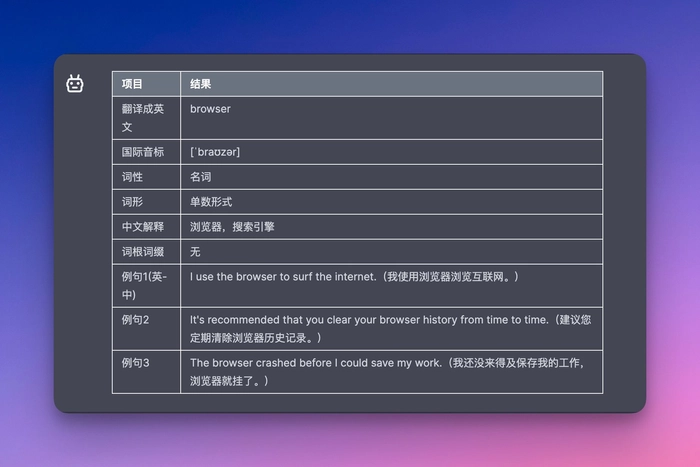 项目 结果
翻译成英 browser
文
国际音标 [ˈbraʊzər]
词性 名词
词形 单数形式
中文解释 浏览器，搜索引擎
词根词缀 无
例句1(英- I use the browser to surf the internet.（我使用浏览器浏览互联网。）
中)
例句2 It's recommended that you clear your browser history from time to time.（建议您
定期清除浏览器历史记录。）
例句3 The browser crashed before I could save my work.（我还没来得及保存我的工作，
浏览器就挂了。）